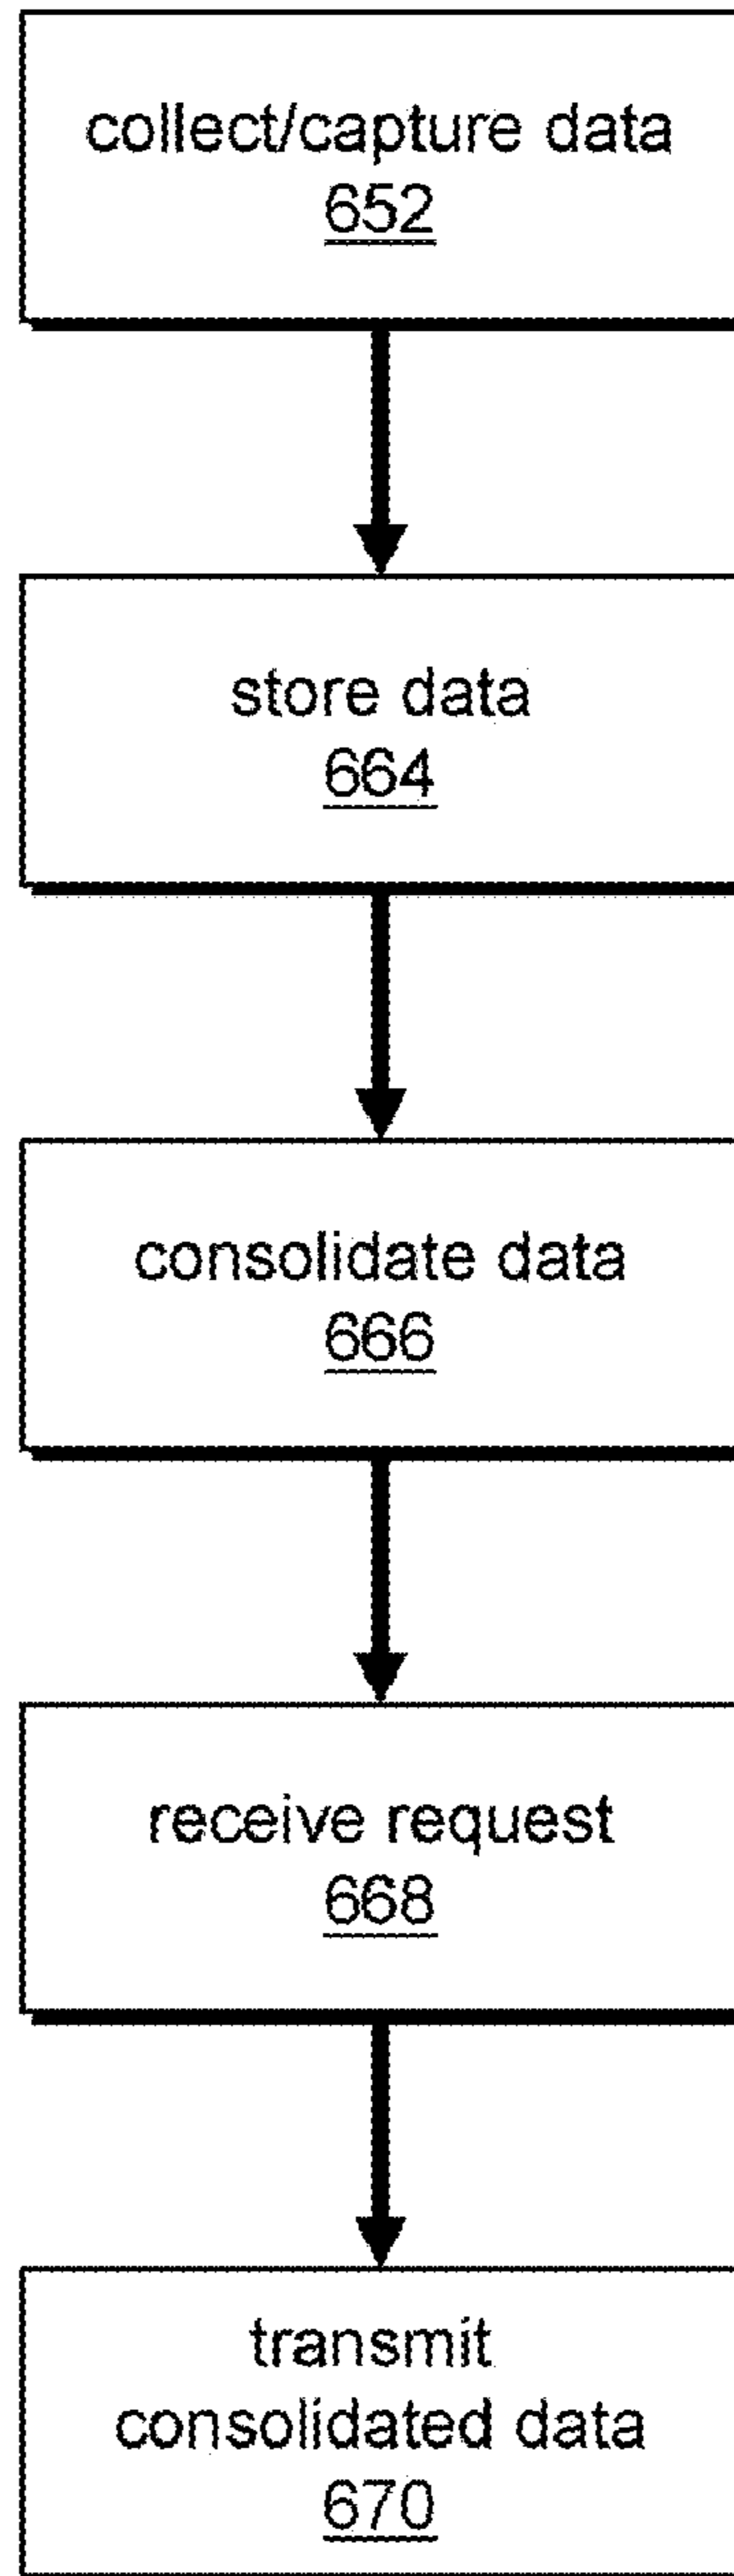 collect/capture data
652
store data
664
consolidate data
666
receive request
668
transmit
consolidated data
670